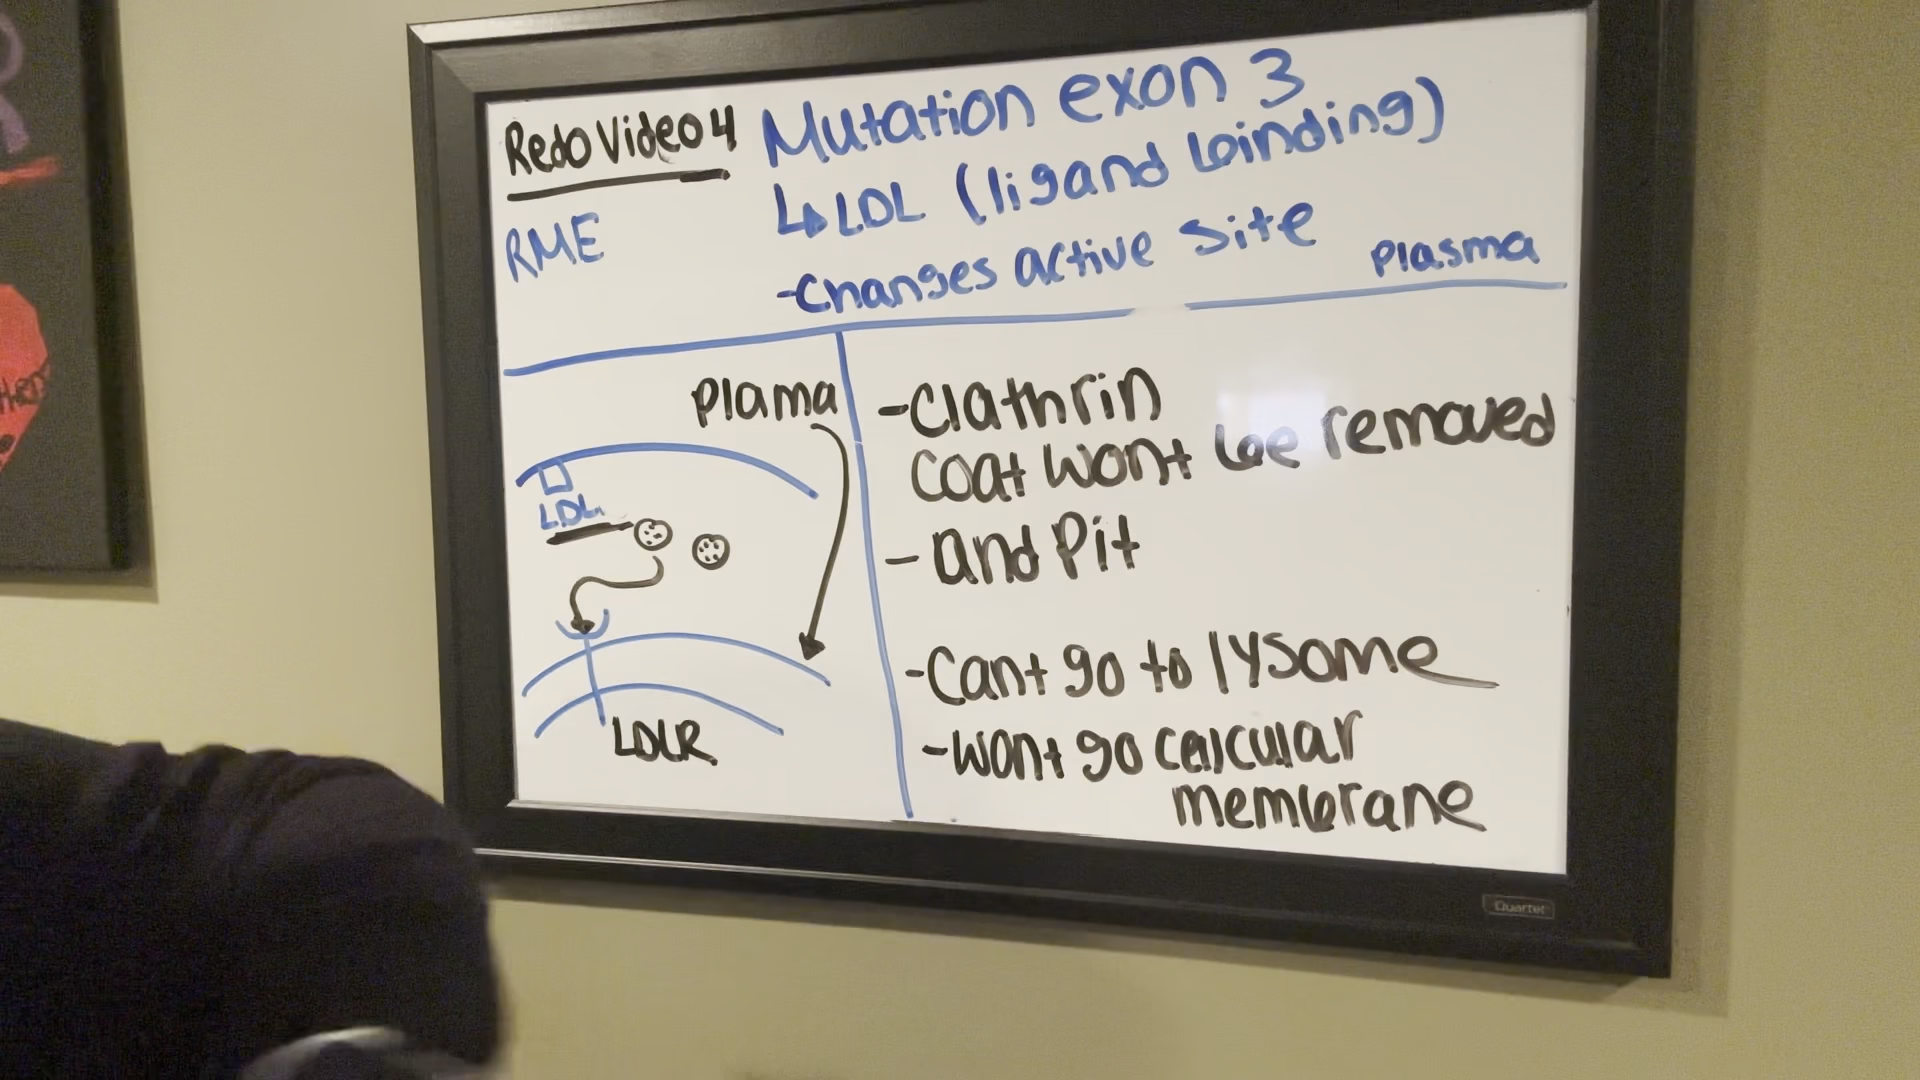 Redo Video 4
RME
Mutation exon 3
↳ LDL (ligand binding)
-Changes active site
Plasma
Plama
LDL
LDLR
-Clathrin
coat wont be removed
- and Pit
-Cant go to lysome
-wont go celcular
membrane
Quartet